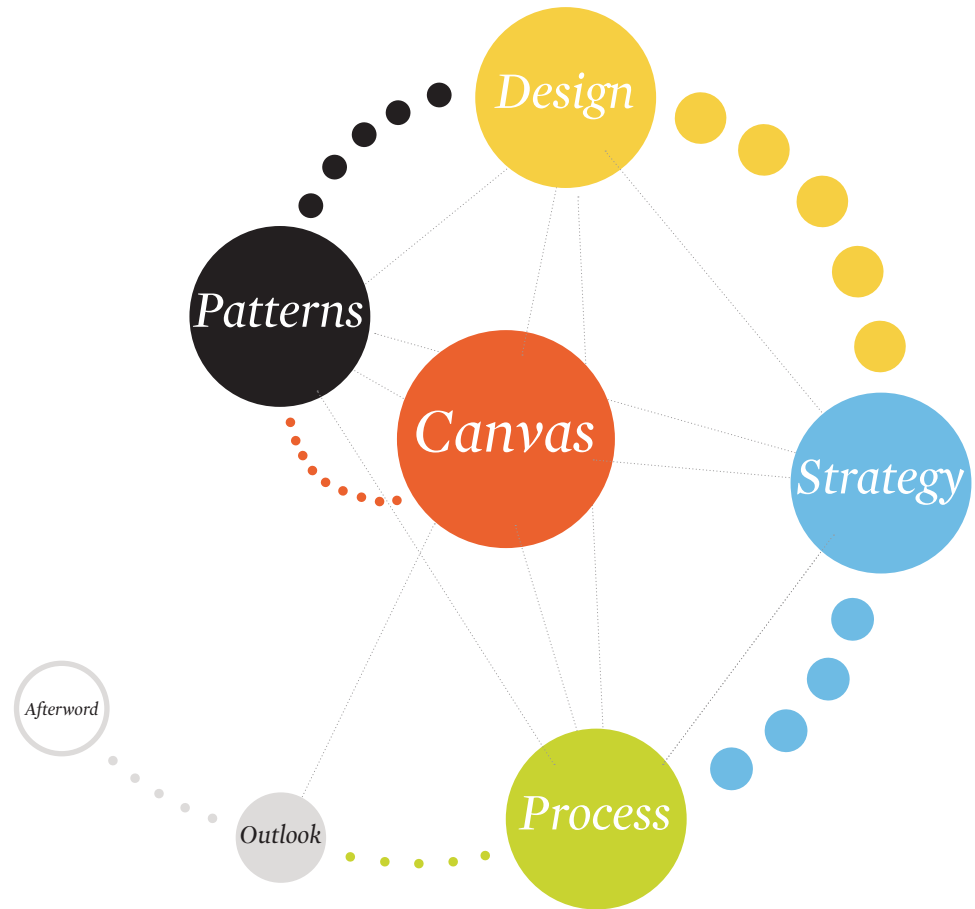 Design
Patterns
Canvas
Strategy
Afterword
Process
Outlook